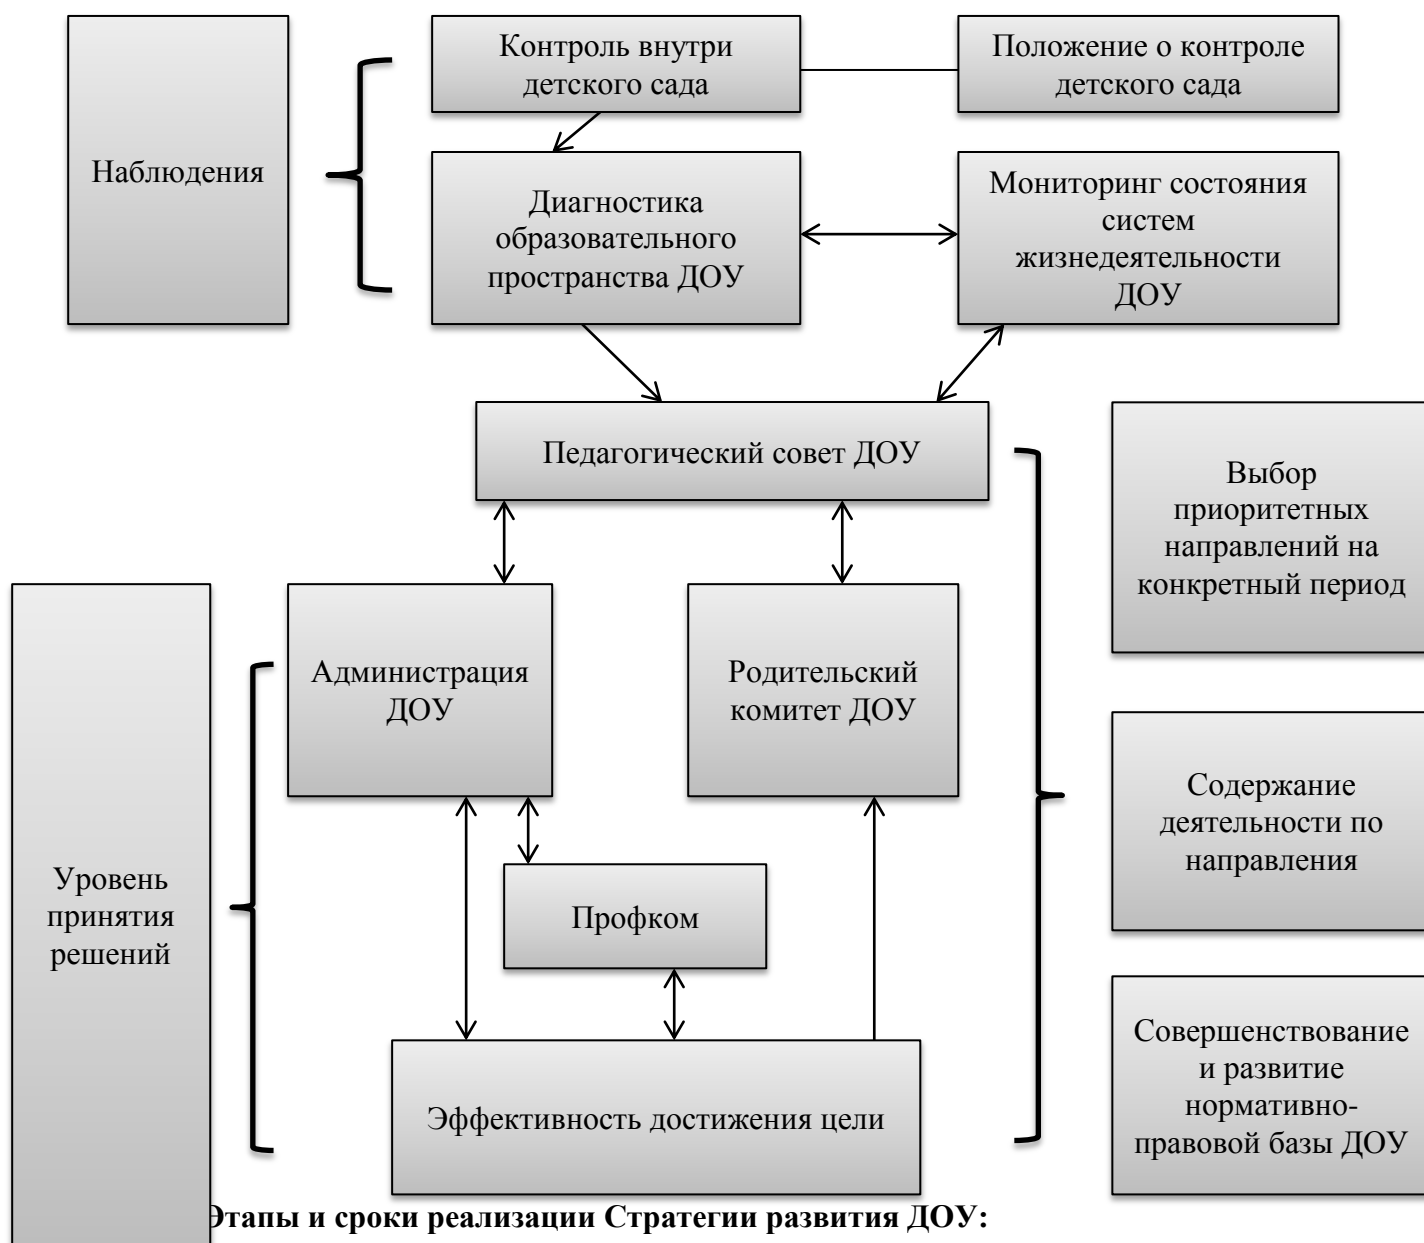 Наблюдения
Контроль внутри
детского сада
Положение о контроле
детского сада
Диагностика
образовательного
пространства ДОУ
Мониторинг состояния
систем
жизнедеятельности
ДОУ
Педагогический совет ДОУ
Выбор
приоритетных
направлений на
конкретный период
Администрация
ДОУ
Родительский
комитет ДОУ
Содержание
деятельности по
направления
Уровень
принятия
решений
Профком
Совершенствование
и развитие
нормативно-
правовой базы ДОУ
Эффективность достижения цели
Этапы и сроки реализации Стратегии развития ДОУ: